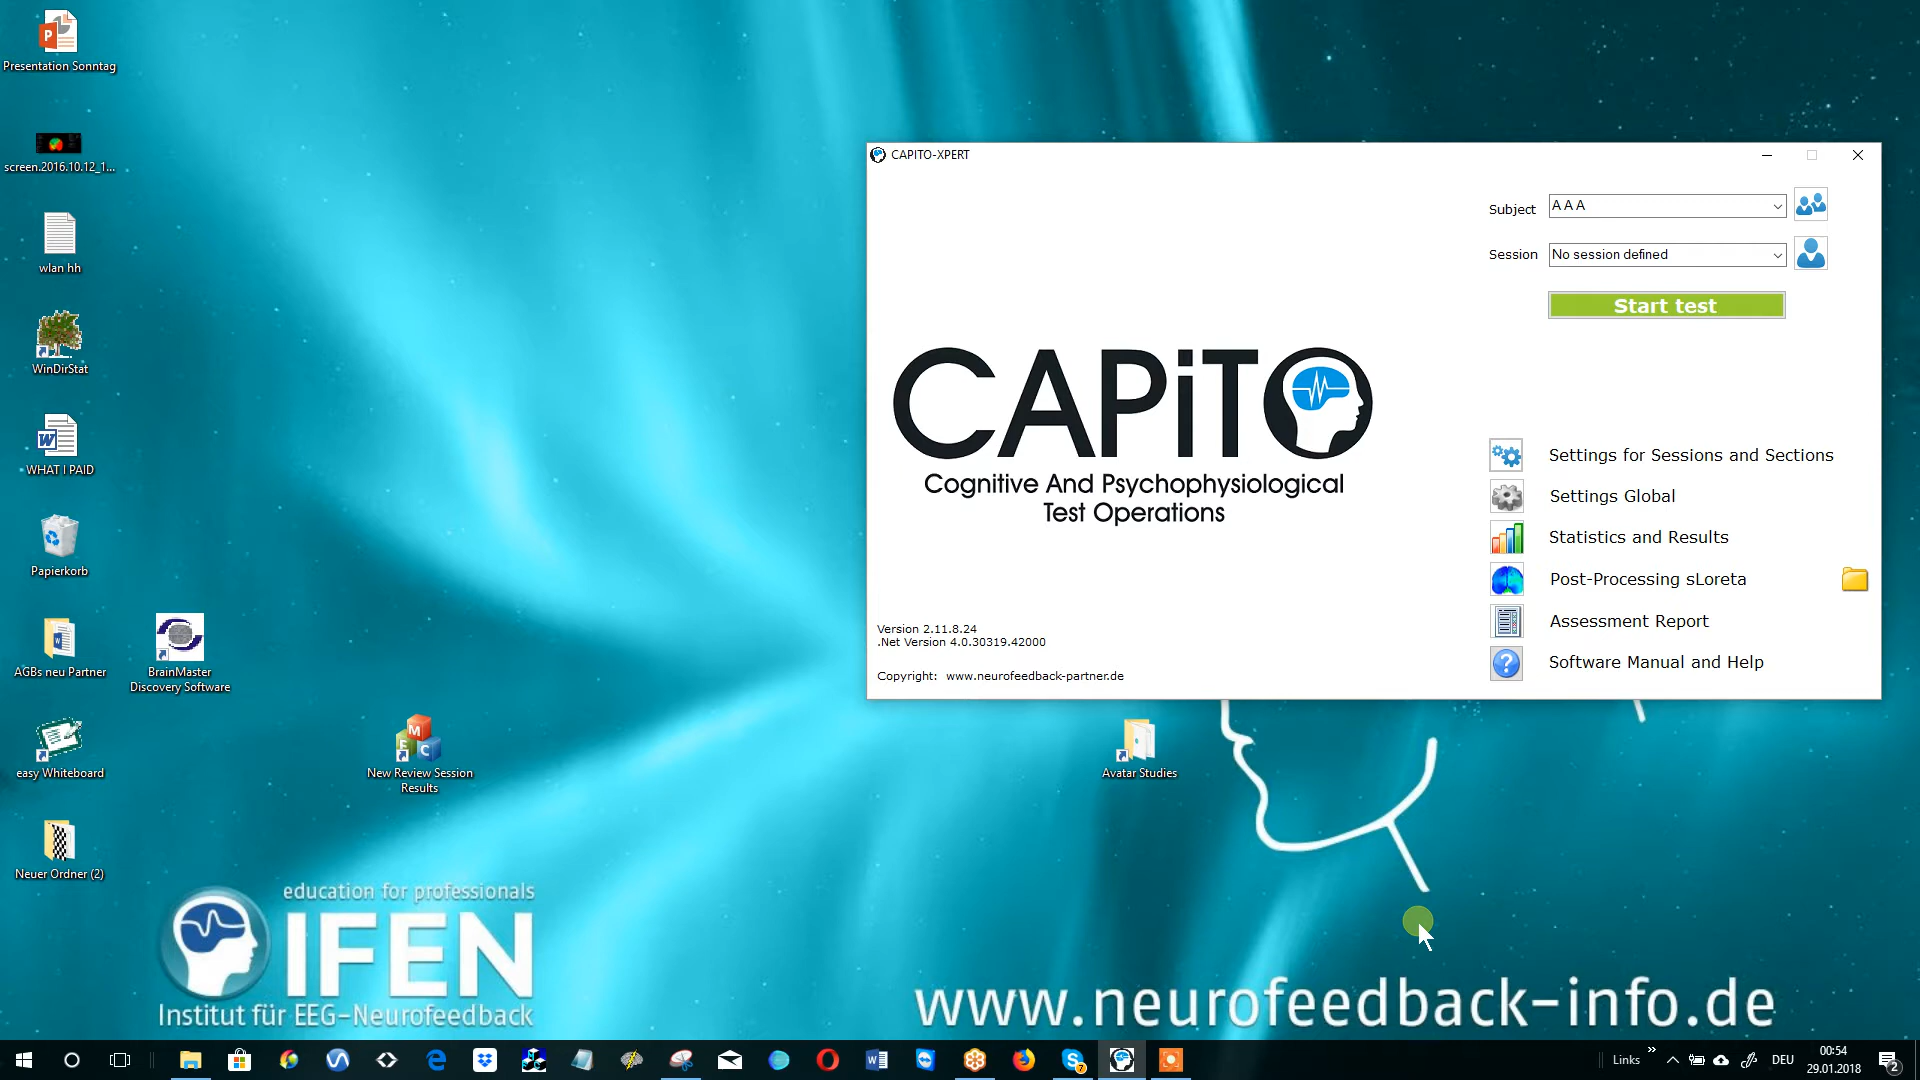 Presentation Sonntag
screen.2016.10.12_1...
wlan hh
WinDirStat
WHAT I PAID
Papierkorb
AGBs neu Partner
BrainMaster
Discovery Software
easy Whiteboard
New Review Session
Results
Neuer Ordner (2)
Avatar Studies
CAPITO-XPERT
Subject
A A A
Session
No session defined
Start test
CAPiTO
Cognitive And Psychophysiological
Test Operations
Settings for Sessions and Sections
Settings Global
Statistics and Results
Post-Processing sLoreta
Assessment Report
Software Manual and Help
Version 2.11.8.24
.Net Version 4.0.30319.42000
Copyright: www.neurofeedback-partner.de
education for professionals
IFEN
Institut für EEG-Neurofeedback
www.neurofeedback-info.de
Links
DEU
00:54
29.01.2018
7
2